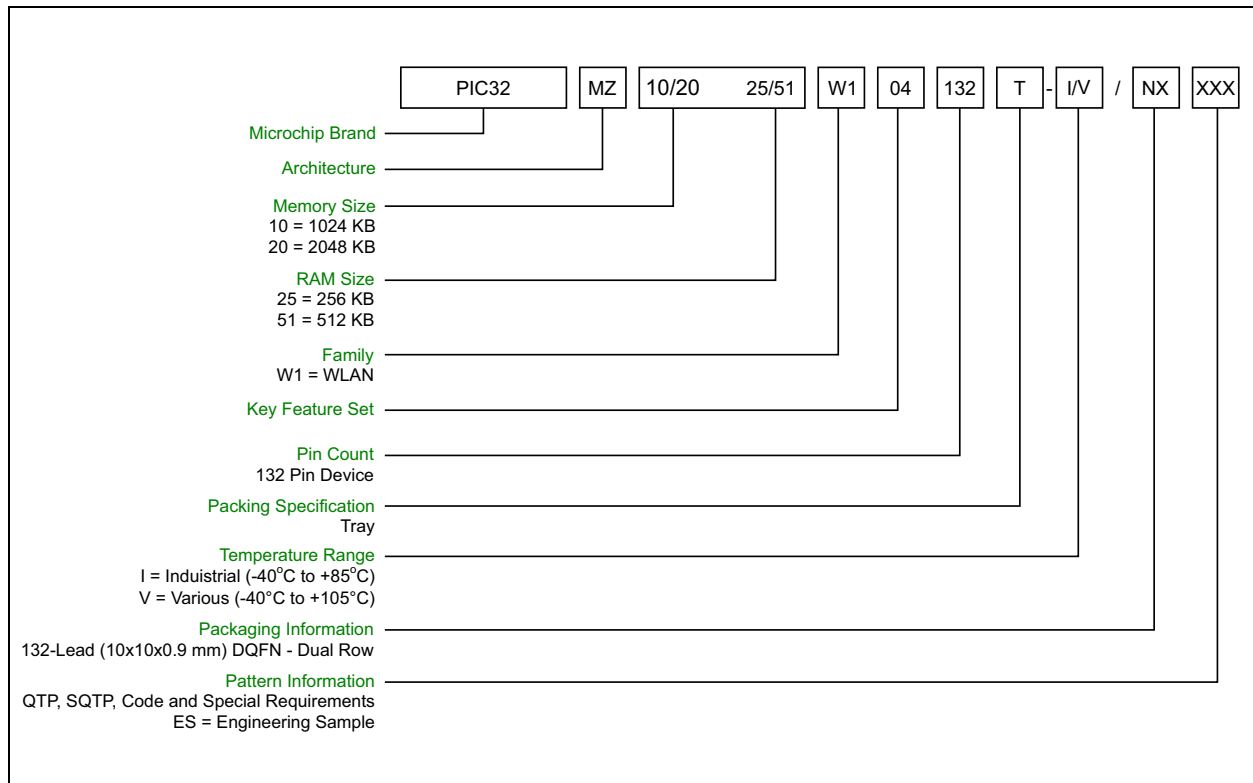 PIC32 MZ 10/20 25/51 W1 04 132 T - I/V / NX XXX
Microchip Brand
Architecture
Memory Size
10 = 1024 KB
20 = 2048 KB
RAM Size
25 = 256 KB
51 = 512 KB
Family
W1 = WLAN
Key Feature Set
Pin Count
132 Pin Device
Packing Specification
Tray
Temperature Range
I = Induistrial (-40°C to +85°C)
V = Various (-40°C to +105°C)
Packaging Information
132-Lead (10x10x0.9 mm) DQFN - Dual Row
Pattern Information
QTP, SQTP, Code and Special Requirements
ES = Engineering Sample